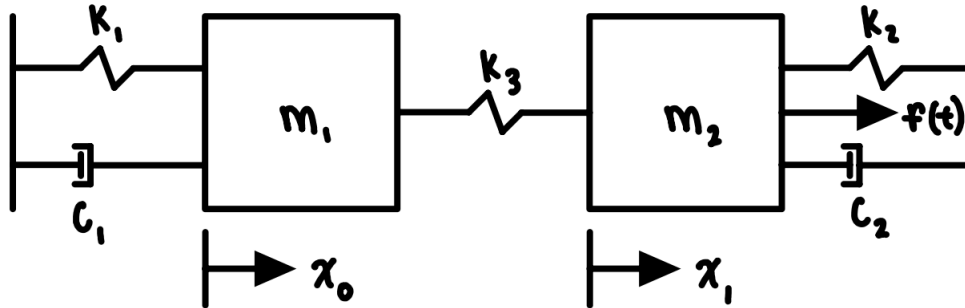 K₁
K₂
K₃
m₁
m₂
f(t)
C₁
C₂
x₀
x₁